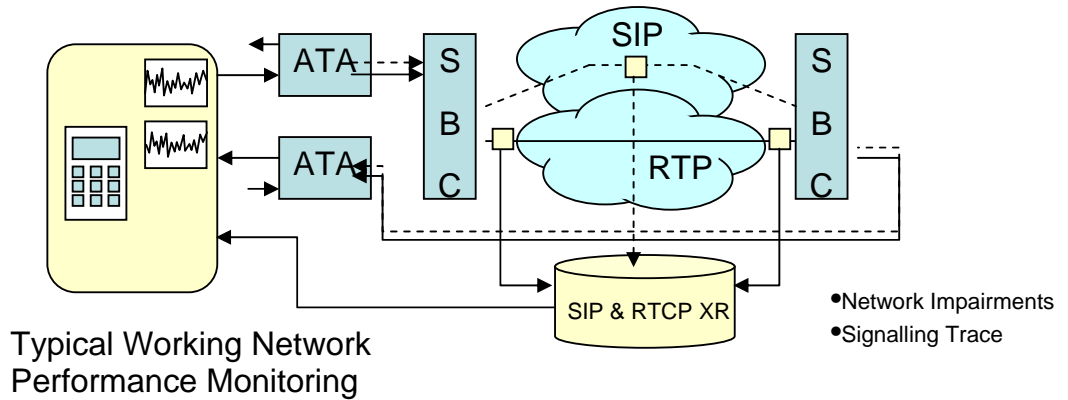 SIP
ATA
S
B
C
S
B
C
ATA
RTP
SIP & RTCP XR
•Network Impairments
•Signalling Trace
Typical Working Network
Performance Monitoring